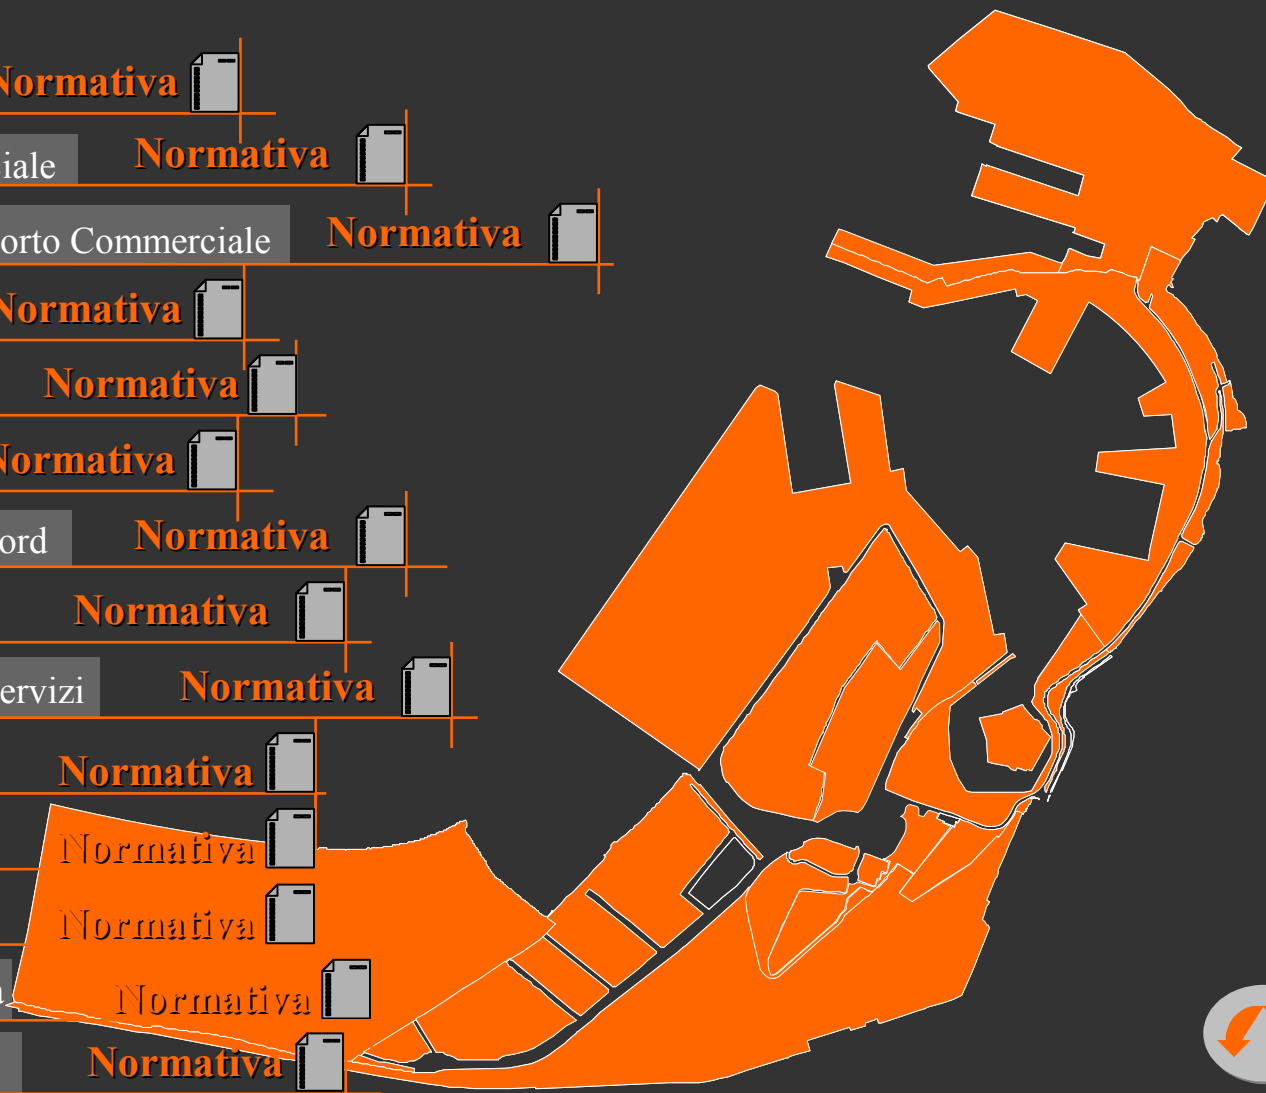 Normativa
iale Normativa
orto Commerciale Normativa
Normativa
Normativa
Normativa
ord Normativa
Normativa
ervizi Normativa
Normativa
Normativa
Normativa
a Normativa
Normativa